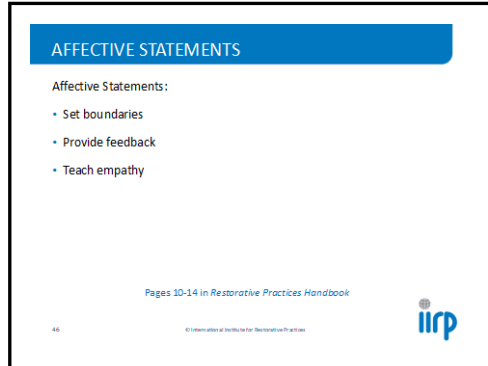 AFFECTIVE STATEMENTS
Affective Statements:
• Set boundaries
• Provide feedback
• Teach empathy
Pages 10-14 in Restorative Practices Handbook
46
© International Institute for Restorative Practices
iirp